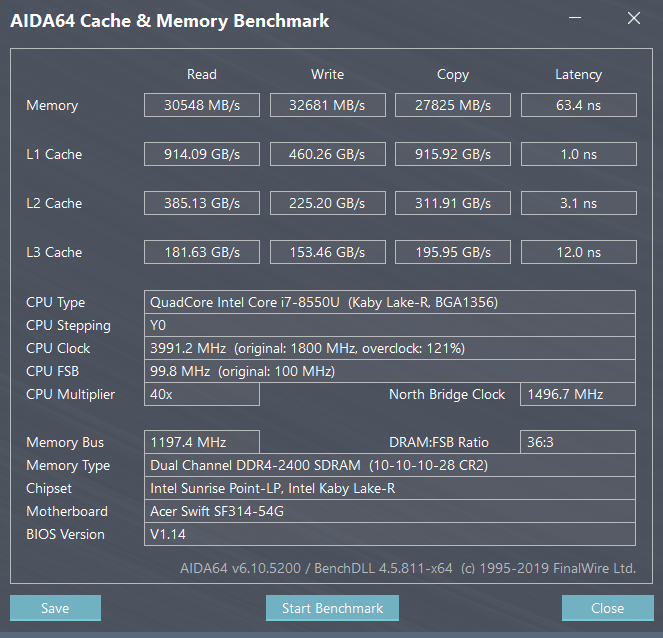 AIDA64 Cache & Memory Benchmark
Read Write Copy Latency
Memory 30548 MB/s 32681 MB/s 27825 MB/s 63.4 ns
L1 Cache 914.09 GB/s 460.26 GB/s 915.92 GB/s 1.0 ns
L2 Cache 385.13 GB/s 225.20 GB/s 311.91 GB/s 3.1 ns
L3 Cache 181.63 GB/s 153.46 GB/s 195.95 GB/s 12.0 ns
CPU Type QuadCore Intel Core i7-8550U (Kaby Lake-R, BGA1356)
CPU Stepping Y0
CPU Clock 3991.2 MHz (original: 1800 MHz, overclock: 121%)
CPU FSB 99.8 MHz (original: 100 MHz)
CPU Multiplier 40x North Bridge Clock 1496.7 MHz
Memory Bus 1197.4 MHz DRAM:FSB Ratio 36:3
Memory Type Dual Channel DDR4-2400 SDRAM (10-10-10-28 CR2)
Chipset Intel Sunrise Point-LP, Intel Kaby Lake-R
Motherboard Acer Swift SF314-54G
BIOS Version V1.14
AIDA64 v6.10.5200 / BenchDLL 4.5.811-x64 (c) 1995-2019 FinalWire Ltd.
Save Start Benchmark Close